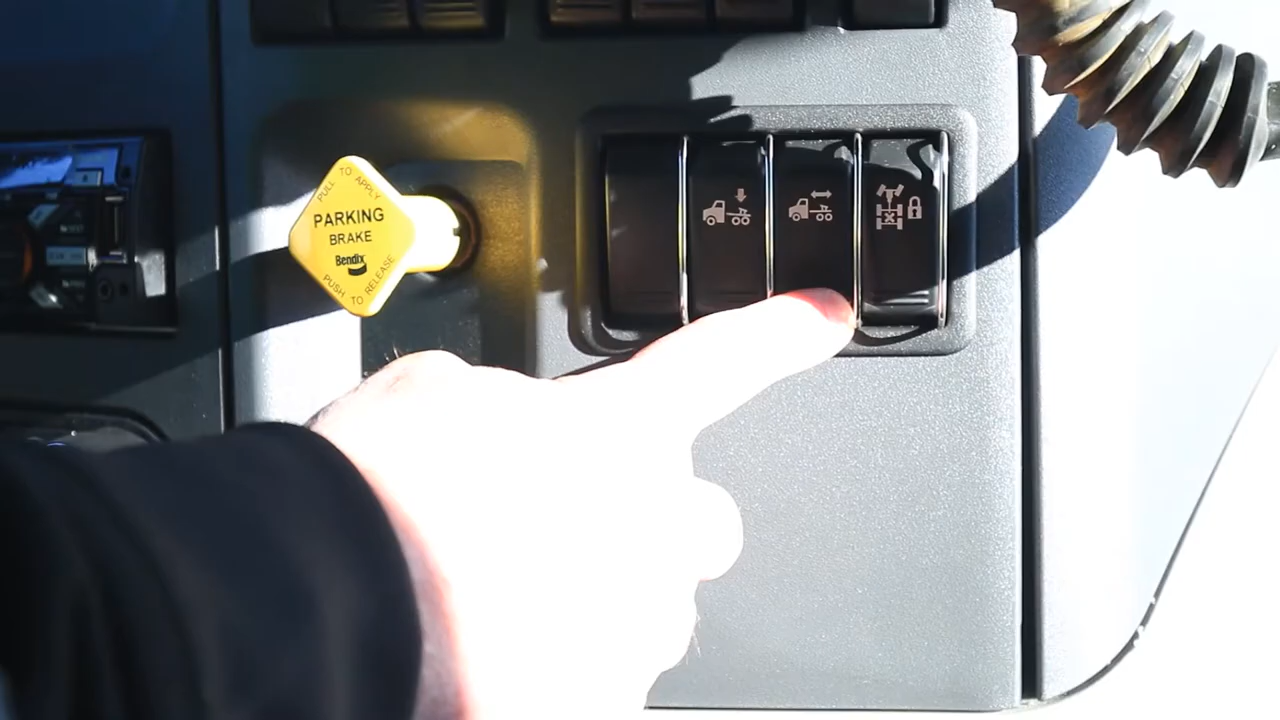 PULL TO APPLY
PARKING
BRAKE
Bendix
PUSH TO RELEASE